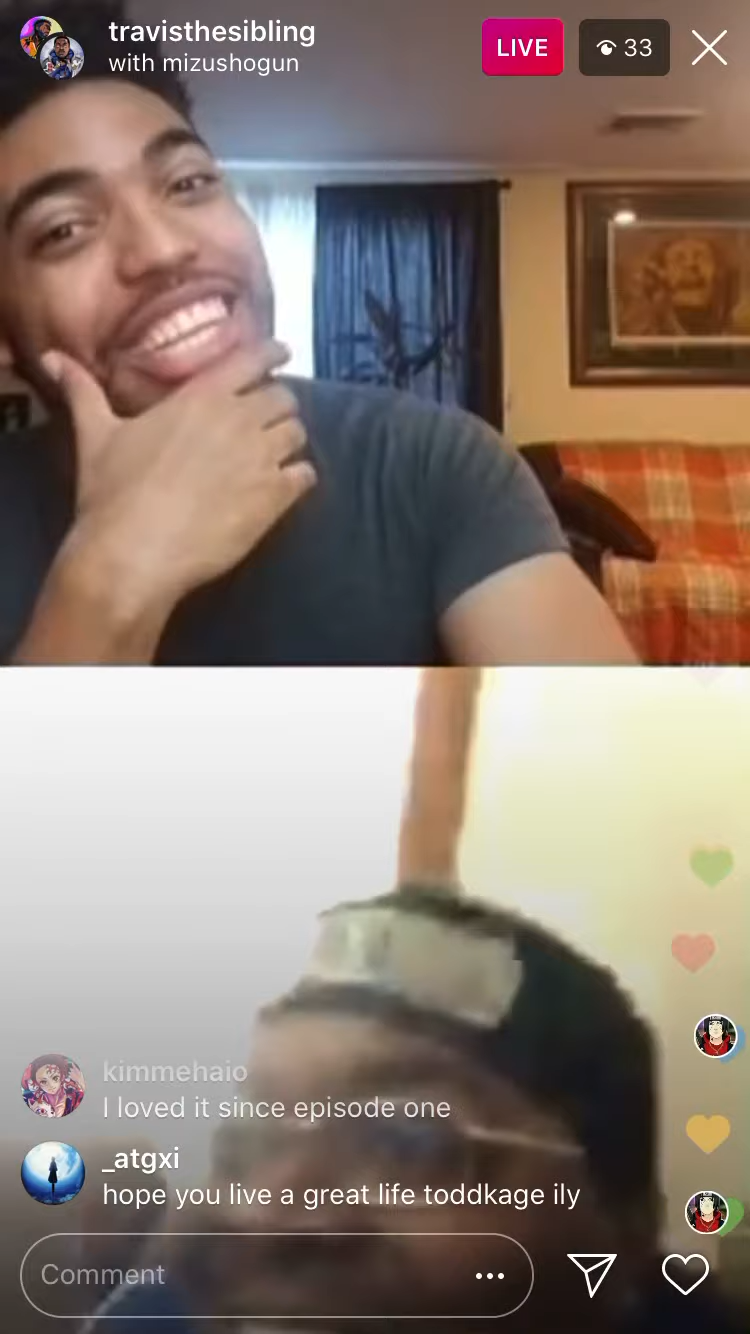 travisthesibling
with mizushogun
LIVE
33
kimmehaio
I loved it since episode one
_atgxi
hope you live a great life toddkage ily
Comment